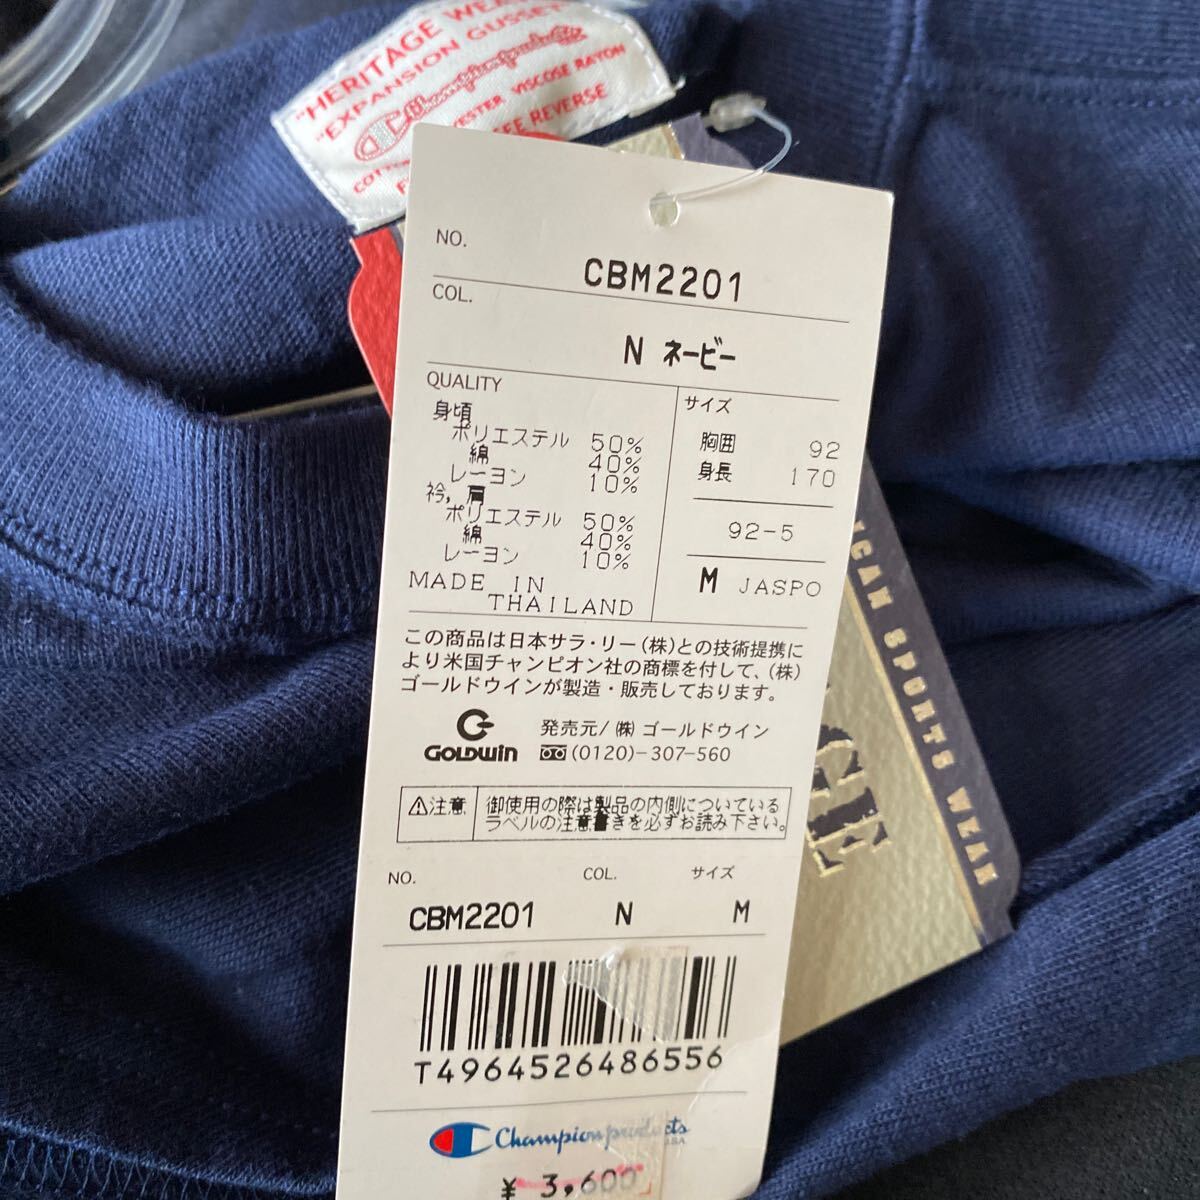 "HERITAGE WEAR
"EXPANSION GUSSET
Championproducts
VISCOSE RAYON
REVERSE
NO.
CBM2201
COL.
N ネービー
QUALITY
身頃
ポリエステル 50%
綿 40%
レーヨン 10%
衿，肩
ポリエステル 50%
綿 40%
レーヨン 10%
MADE IN
THAILAND
サイズ
胸囲 92
身長 170
92-5
M JASPO
この商品は日本サラ・リー(株)との技術提携に
より米国チャンピオン社の商標を付して、(株)
ゴールドウインが製造・販売しております。
GOLDWIN
発売元/(株)ゴールドウイン
(0120)-307-560
注意
御使用の際は製品の内側についている
ラベルの注意書きを必ずお読み下さい。
NO. COL. サイズ
CBM2201 N M
T4964526486556
Championproducts
USA
¥ 3,600
SPORTS WEAR
GE